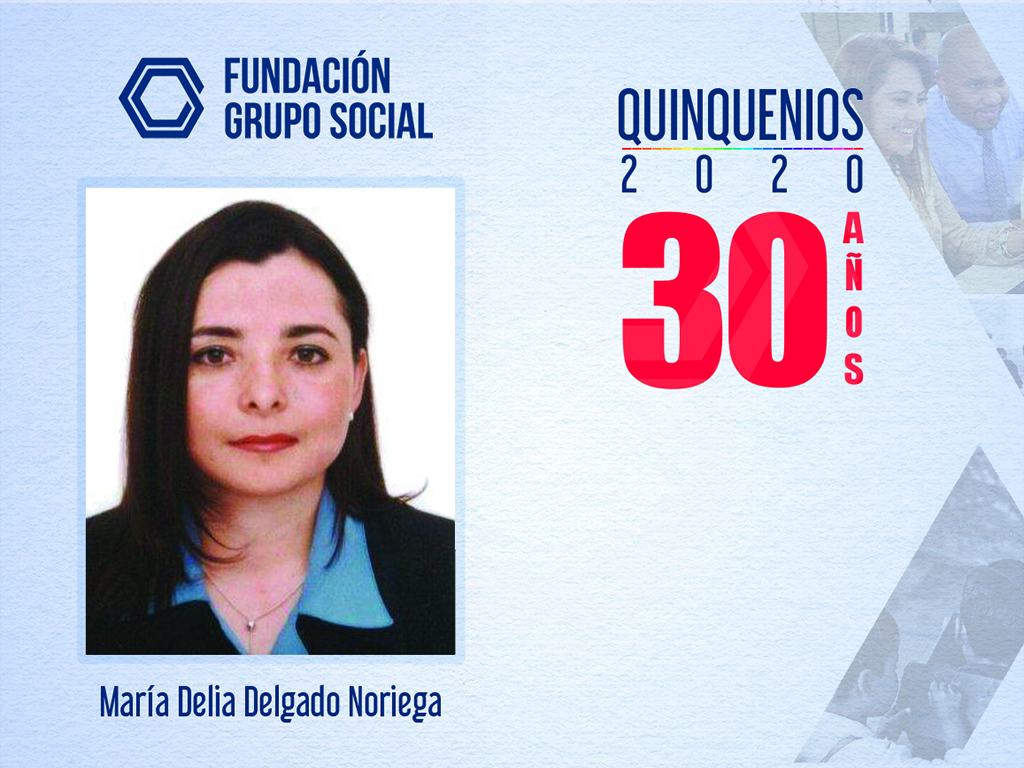 FUNDACIÓN
GRUPO SOCIAL
QUINQUENIOS
2020
30
AÑOS
María Delia Delgado Noriega